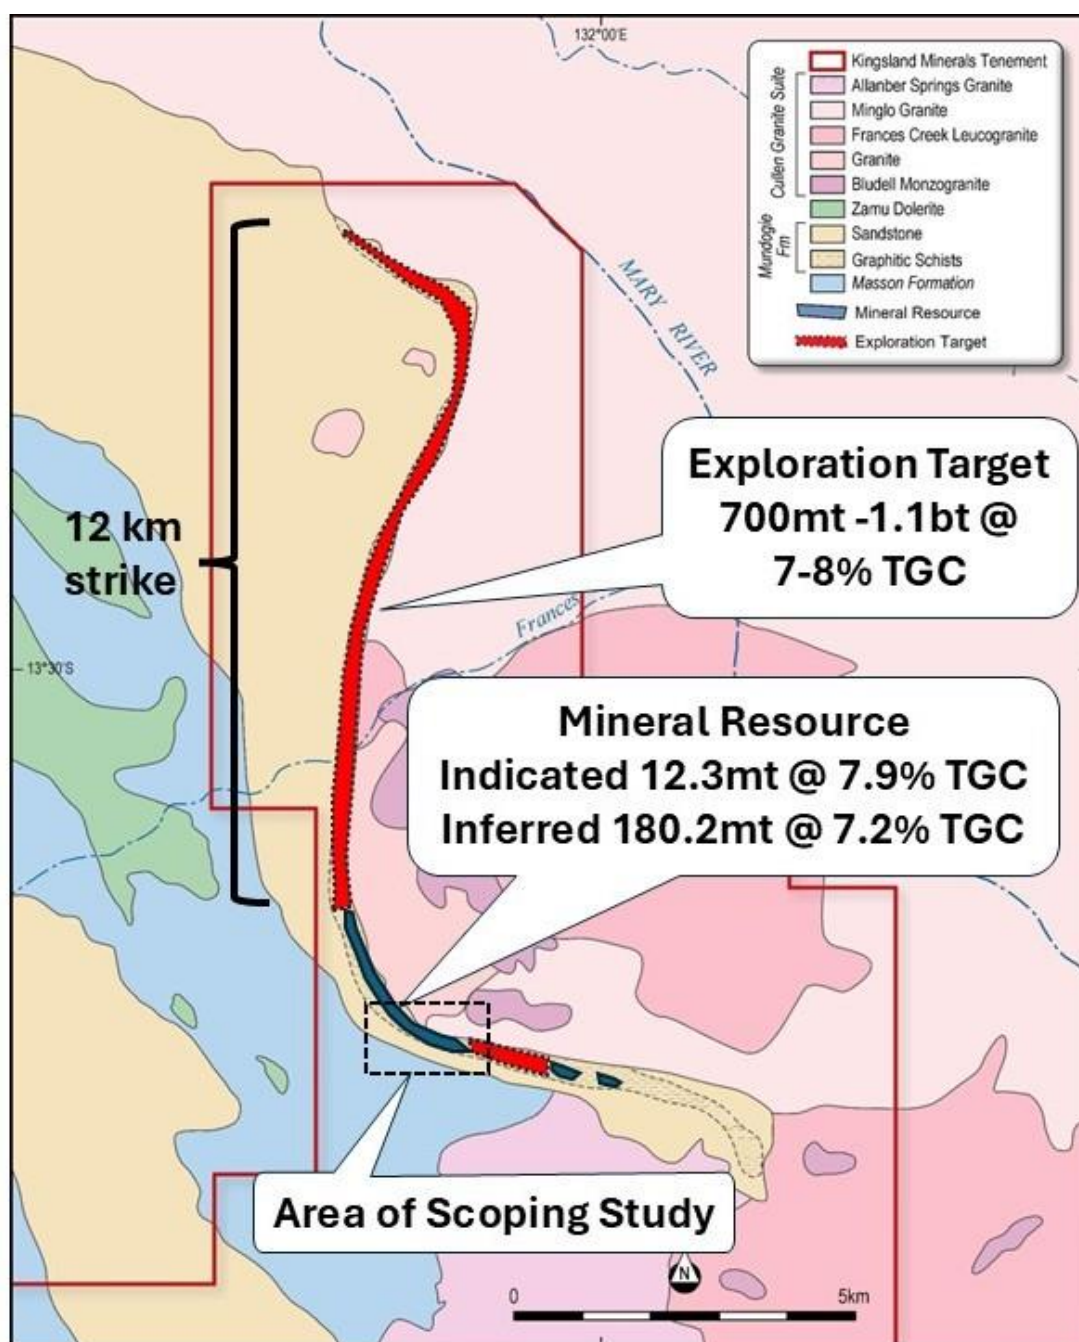 132°00'E
Kingsland Minerals Tenement
Cullen Granite Suite
Allanber Springs Granite
Minglo Granite
Frances Creek Leucogranite
Granite
Bludell Monzogranite
Zamu Dolerite
Mundogie
Fm
Sandstone
Graphitic Schists
Masson Formation
Mineral Resource
Exploration Target
MARY RIVER
Exploration Target
700mt -1.1bt @
7-8% TGC
12 km
strike
Frances
13°30'S
Mineral Resource
Indicated 12.3mt @ 7.9% TGC
Inferred 180.2mt @ 7.2% TGC
Area of Scoping Study
N
0
5km